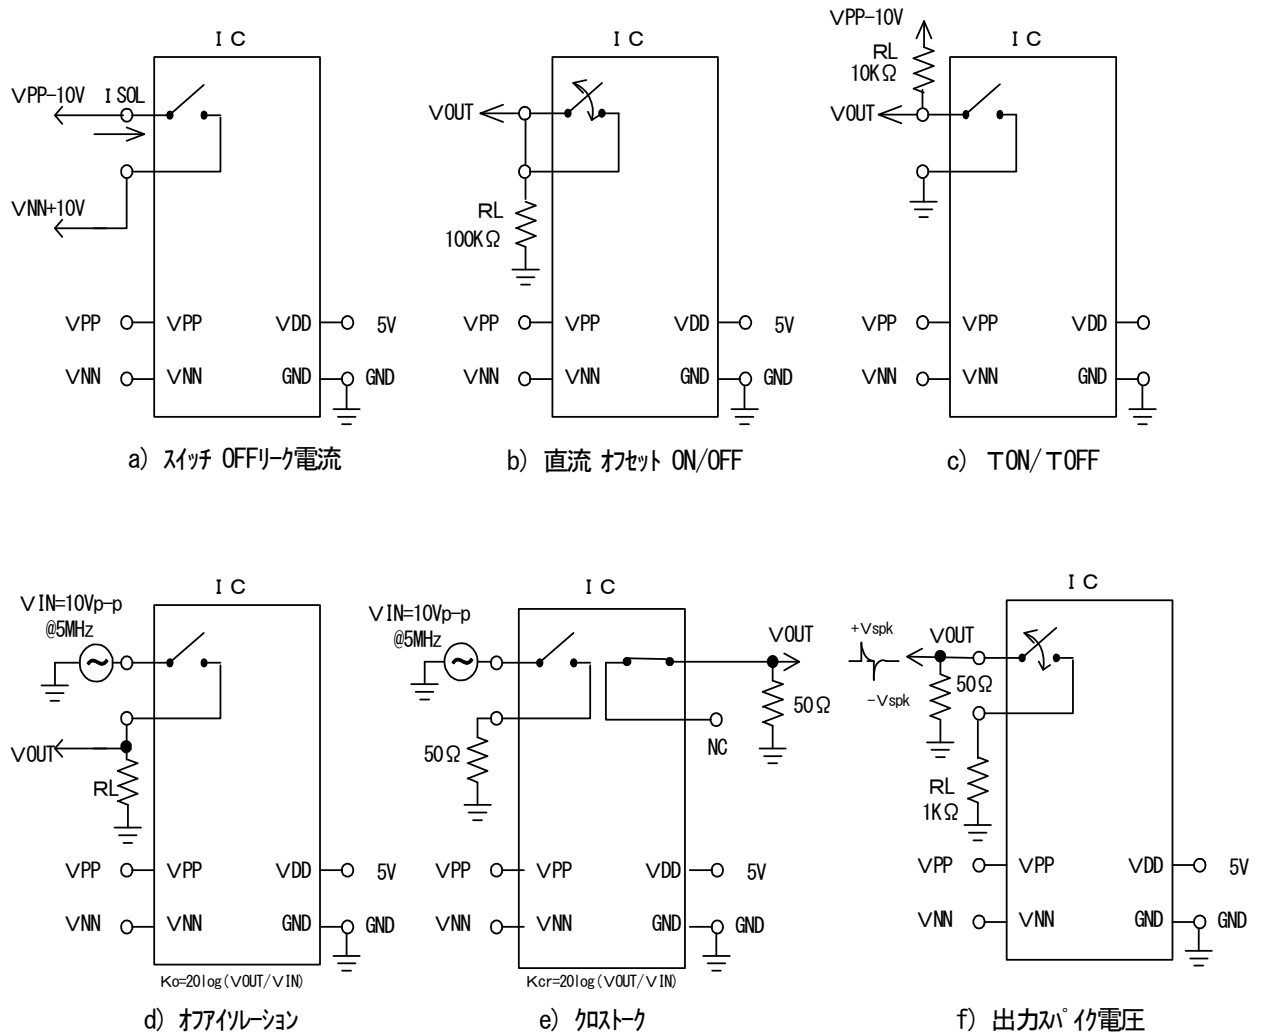 IC
VPP-10V
ISOL
VNN+10V
VPP
VPP
VDD
5V
VNN
VNN
GND
GND
a) スイッチ OFFリーク電流
IC
VOUT
RL
100KΩ
VPP
VPP
VDD
5V
VNN
VNN
GND
GND
b) 直流 オフセット ON/OFF
VPP-10V
IC
RL
10KΩ
VOUT
VPP
VPP
VDD
VNN
VNN
GND
c) TON/TOFF
IC
VIN=10Vp-p
@5MHz
VOUT
RL
VPP
VPP
VDD
5V
VNN
VNN
GND
GND
Ko=20log(VOUT/VIN)
d) オフアイソレーション
IC
VIN=10Vp-p
@5MHz
VOUT
50Ω
50Ω
NC
VPP
VPP
VDD
5V
VNN
VNN
GND
GND
Kcr=20log(VOUT/VIN)
e) クロストーク
IC
+Vspk
VOUT
50Ω
-Vspk
RL
1KΩ
VPP
VPP
VDD
5V
VNN
VNN
GND
GND
f) 出力スパイク電圧